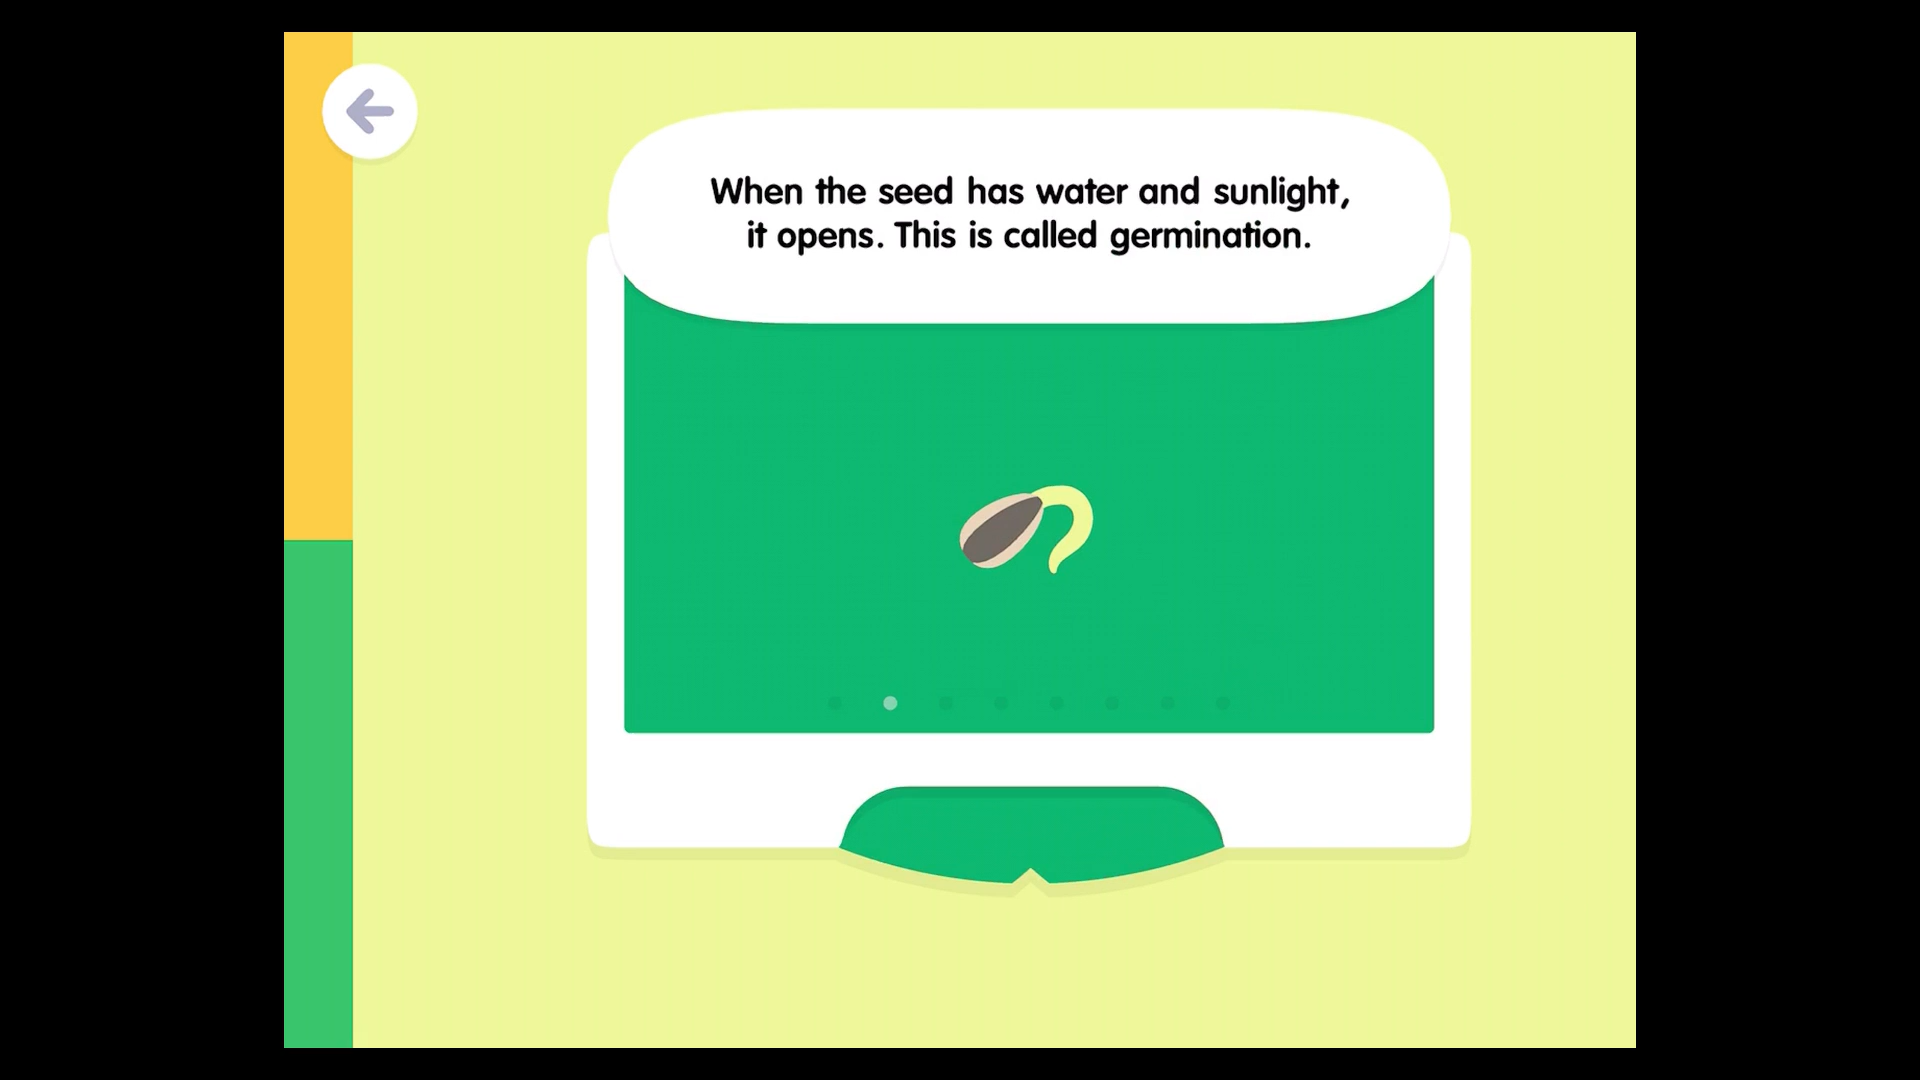 When the seed has water and sunlight,
it opens. This is called germination.